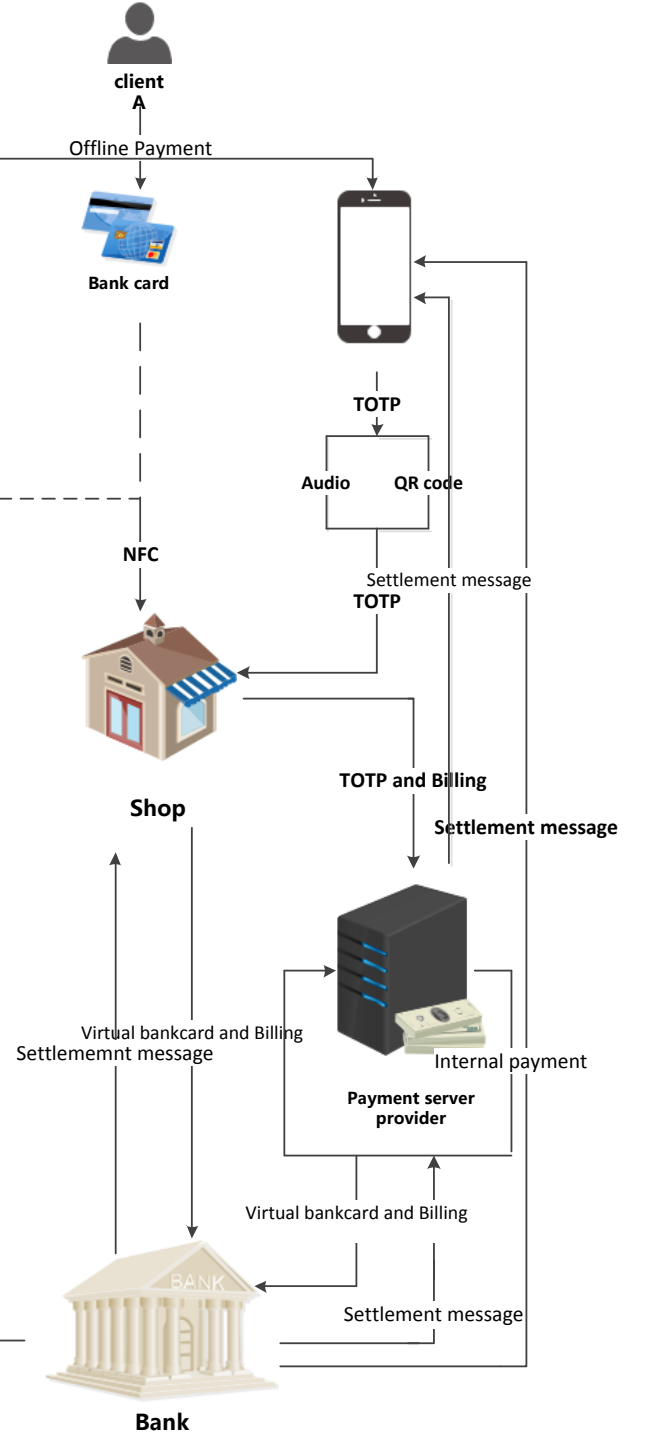 client
A
Offline Payment
Bank card
TOTP
Audio
QR code
NFC
Settlement message
TOTP
TOTP and Billing
Shop
Settlement message
Virtual bankcard and Billing
Settlememnt message
Internal payment
Payment server
provider
Virtual bankcard and Billing
BANK
Settlement message
Bank